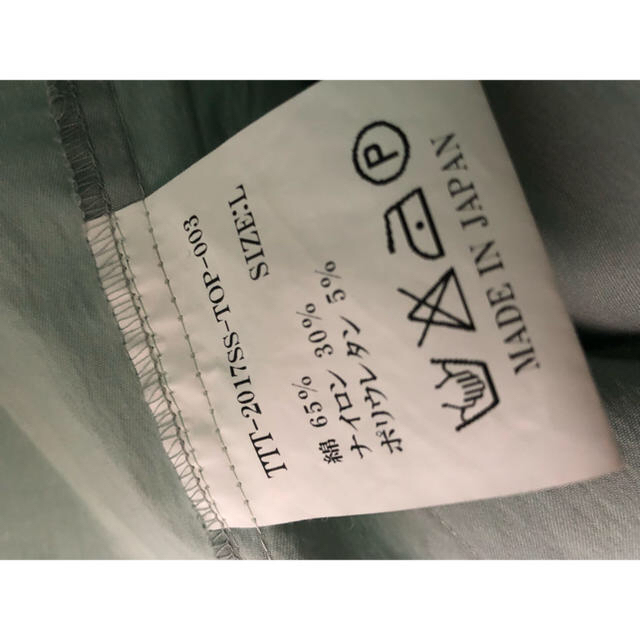 TTT-2017SS-TOP-003
SIZE:L
綿 65%
ナイロン 30%
ポリウレタン 5%
P
MADE IN JAPAN